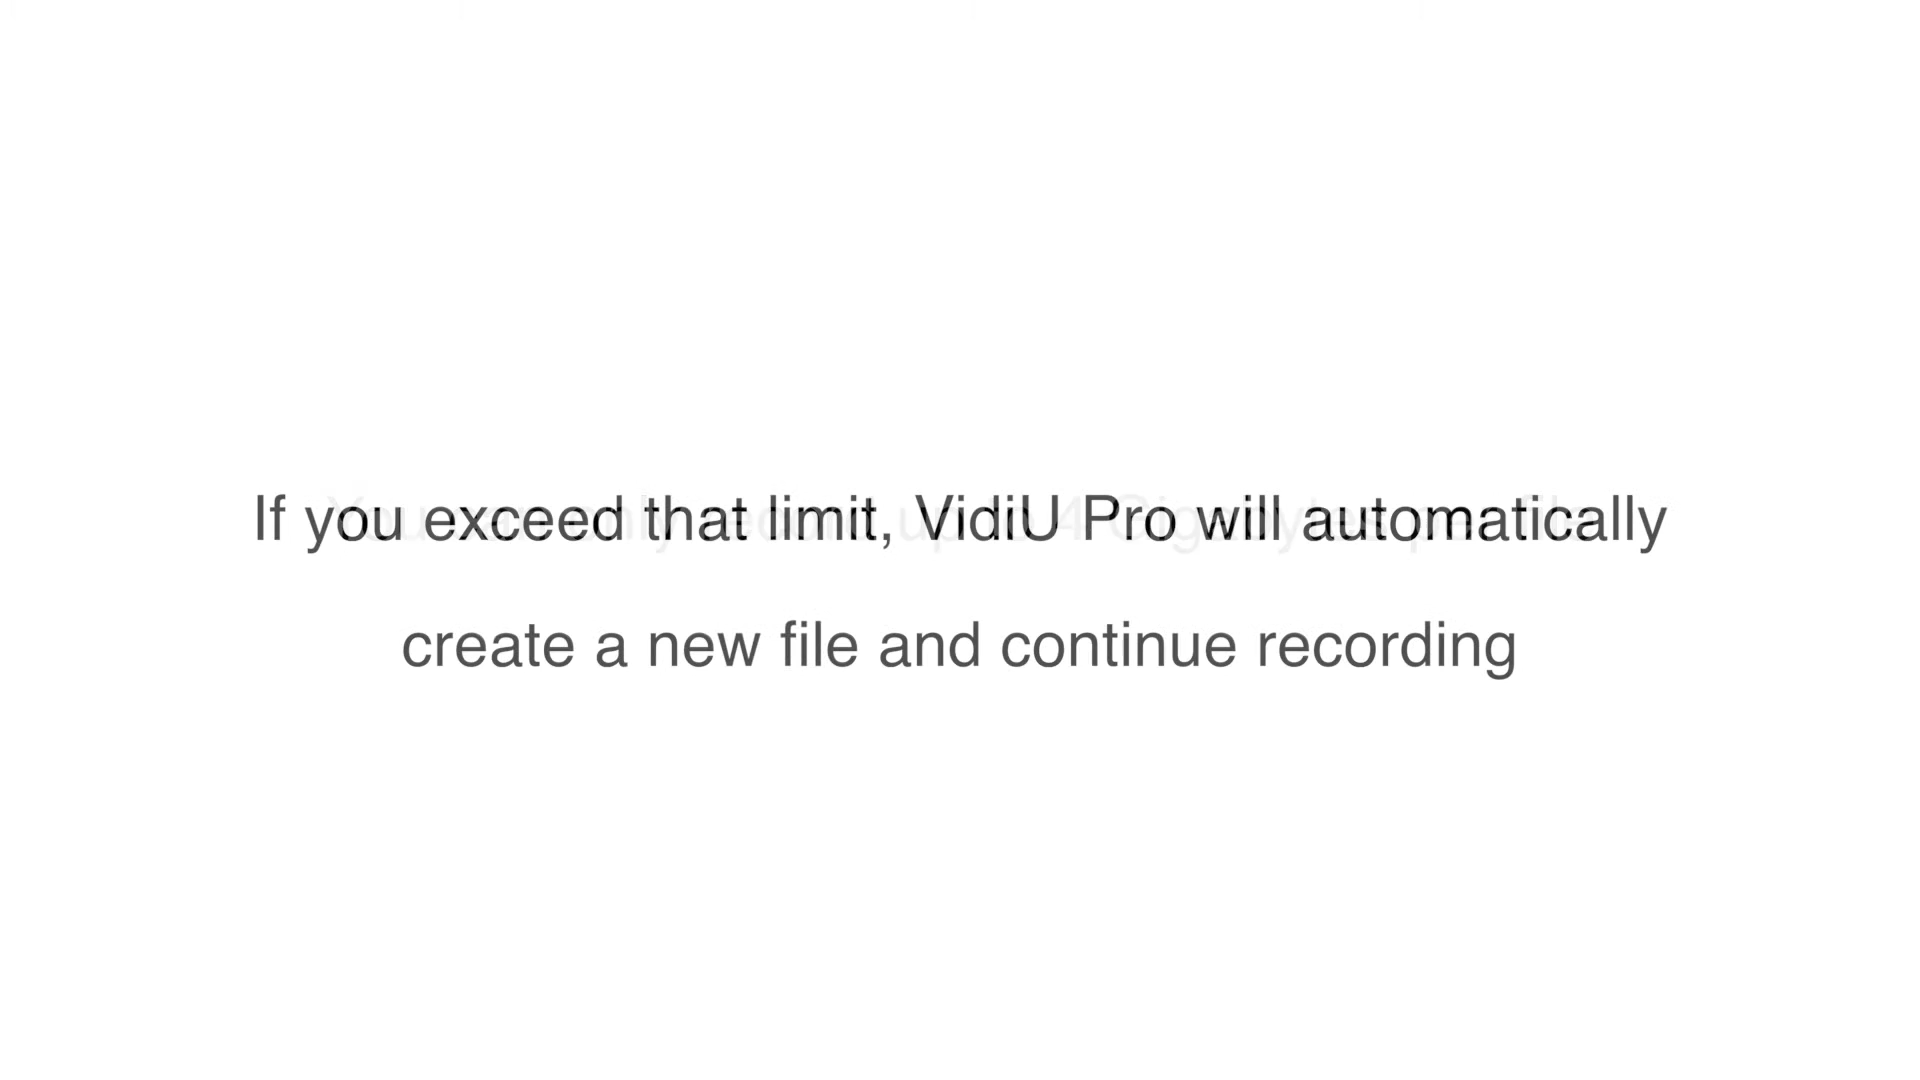 If you exceed that limit, VidiU Pro will automatically
create a new file and continue recording